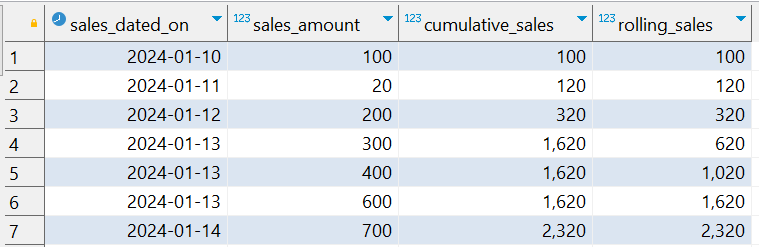 sales_dated_on 123 sales_amount 123 cumulative_sales 123 rolling_sales
1 2024-01-10 100 100 100
2 2024-01-11 20 120 120
3 2024-01-12 200 320 320
4 2024-01-13 300 1,620 620
5 2024-01-13 400 1,620 1,020
6 2024-01-13 600 1,620 1,620
7 2024-01-14 700 2,320 2,320